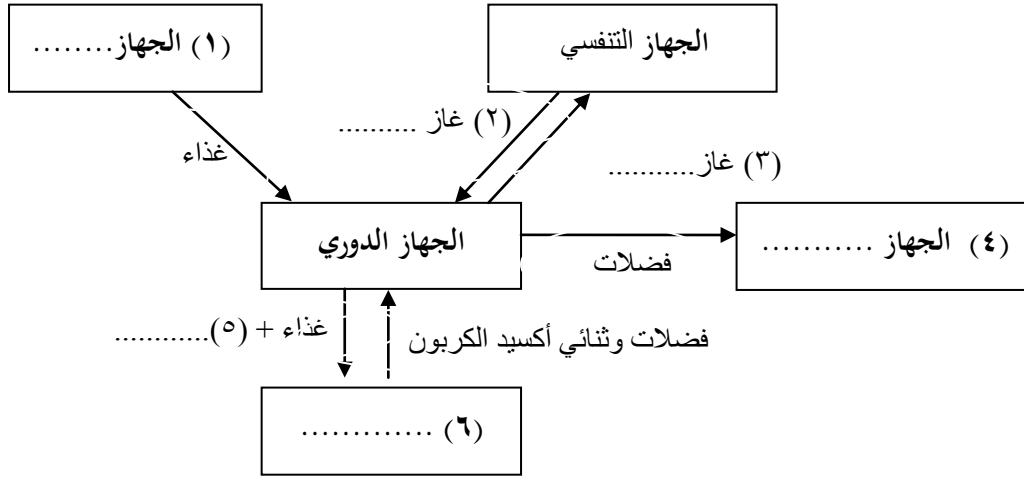 (١) الجهاز........
الجهاز التنفسي
(٢) غاز ..........
غذاء
(٣) غاز...........
الجهاز الدوري
(٤) الجهاز ...........
فضلات
غذاء + (٥)............
فضلات وثنائي أكسيد الكربون
(٦) .............